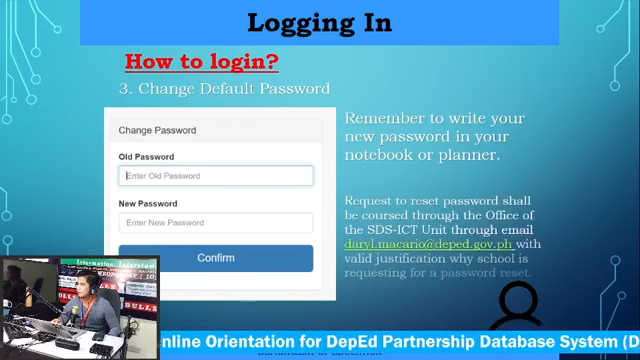 Logging In
How to login?
3. Change Default Password
Change Password
Old Password
Enter Old Password
New Password
Enter New Password
Confirm
Remember to write your
new password in your
notebook or planner.
Request to reset password shall
be coursed through the Office of
the SDS-ICT Unit through email
daryl.macario@deped.gov.ph with
valid justification why school is
requesting for a password reset.
Information, Interview
BULLS
nline Orientation for DepEd Partnership Database System (D